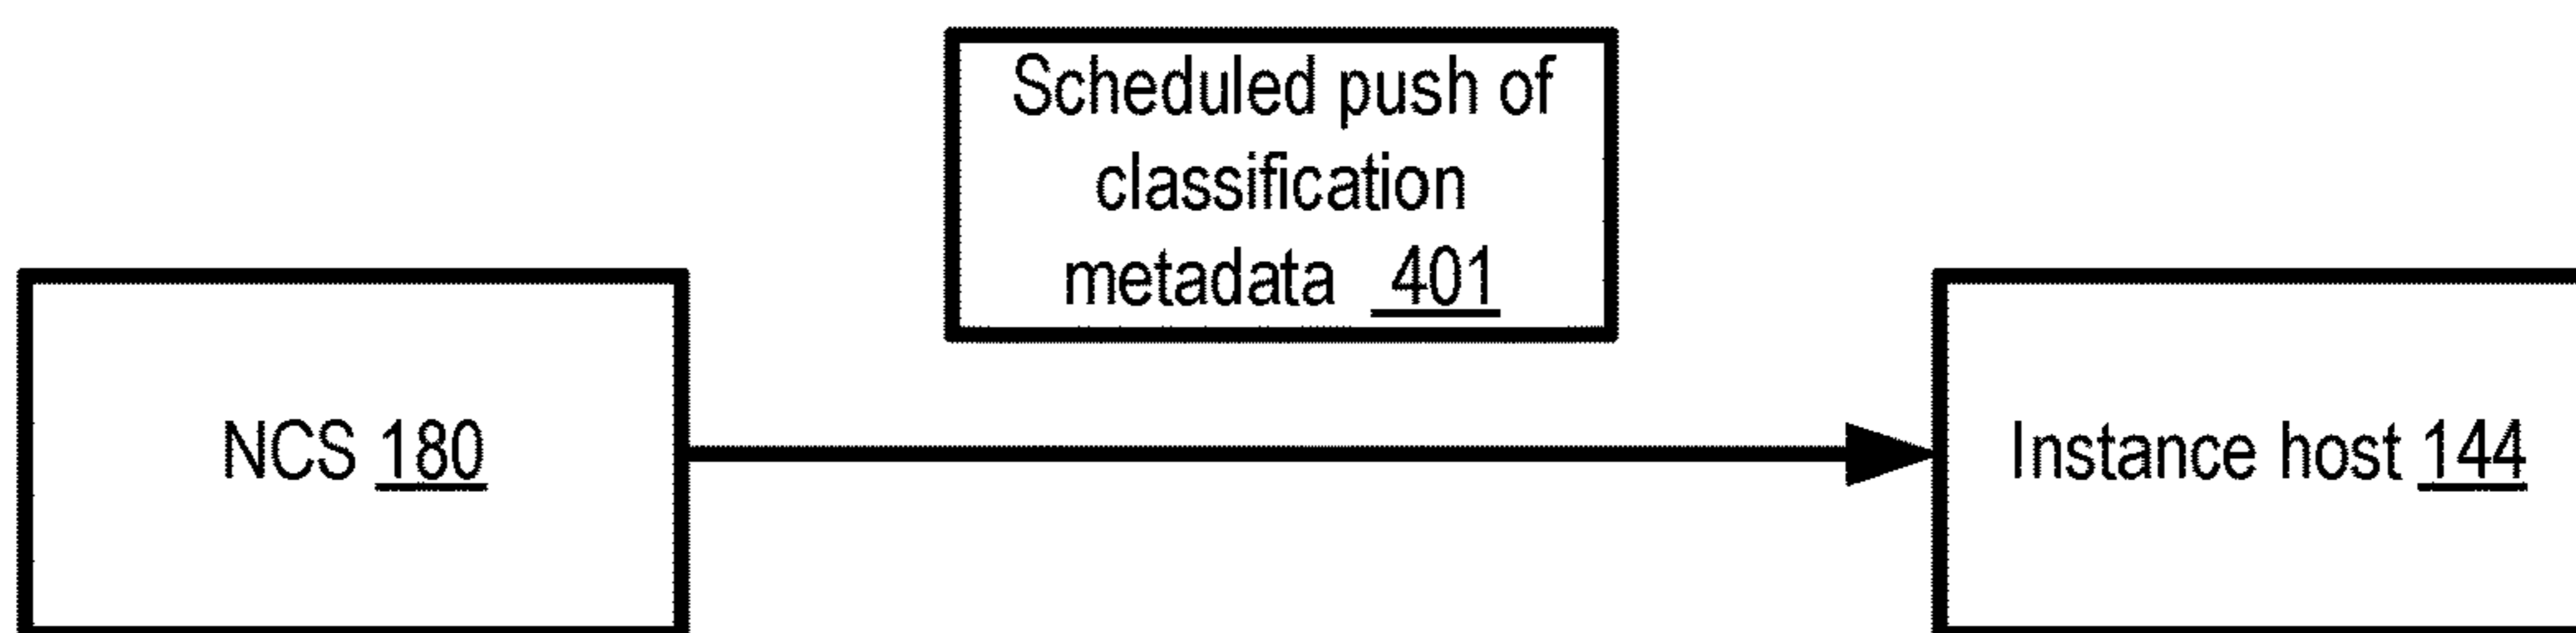 Scheduled push of
classification
metadata 401
NCS 180
Instance host 144